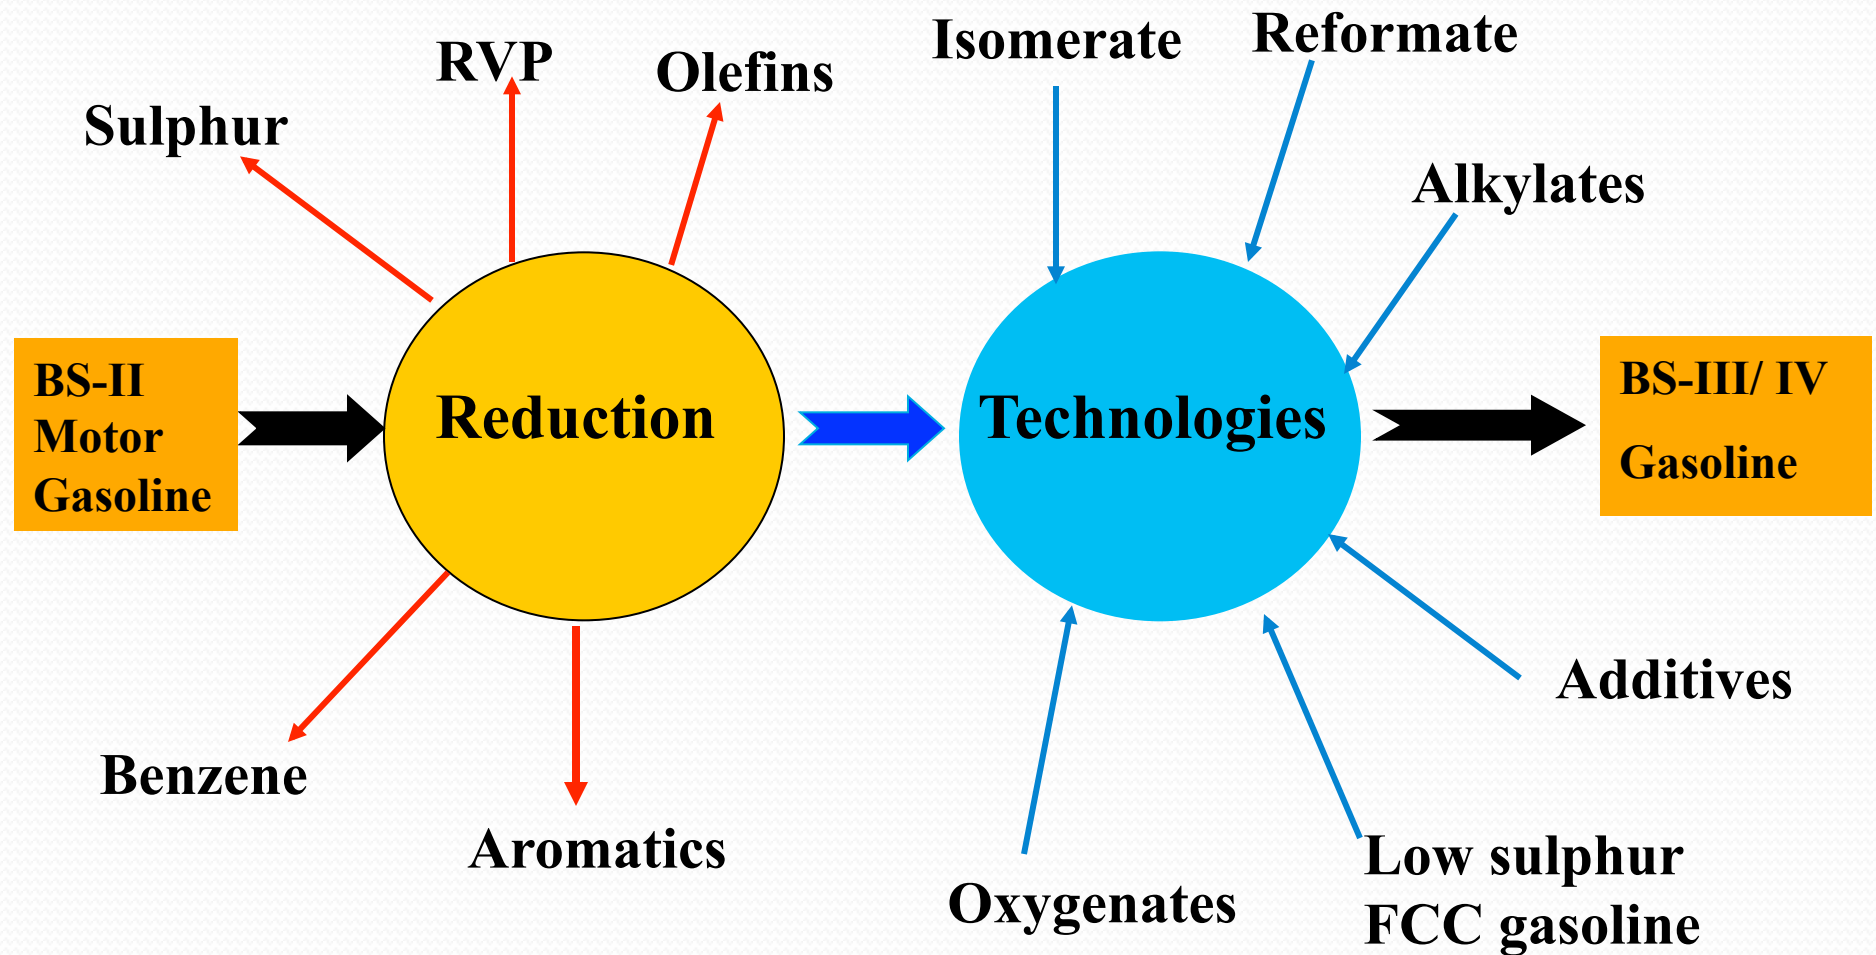 RVP
Olefins
Sulphur
Isomerate
Reformate
Alkylates
BS-II
Motor
Gasoline
Reduction
Technologies
BS-III/ IV
Gasoline
Benzene
Aromatics
Additives
Oxygenates
Low sulphur
FCC gasoline